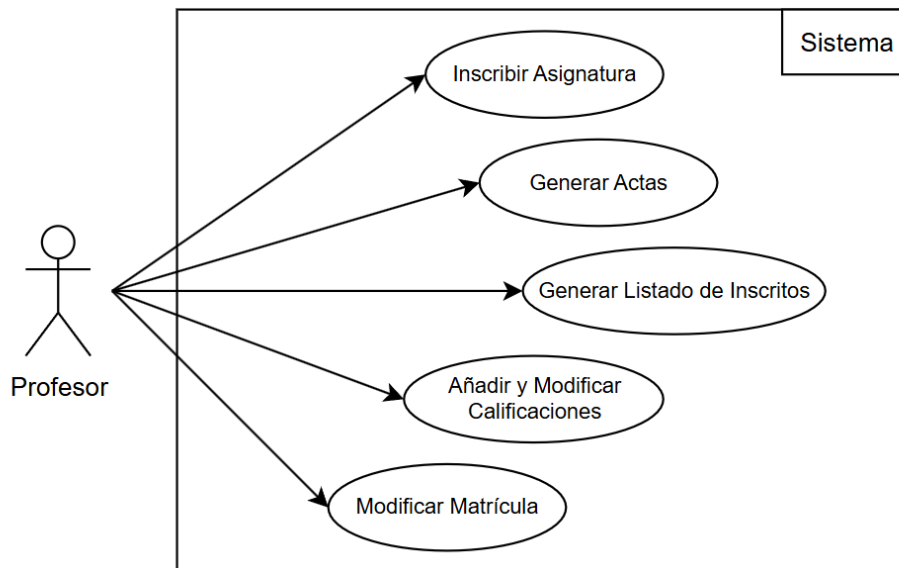 Sistema
Inscribir Asignatura
Generar Actas
Generar Listado de Inscritos
Profesor
Añadir y Modificar
Calificaciones
Modificar Matrícula